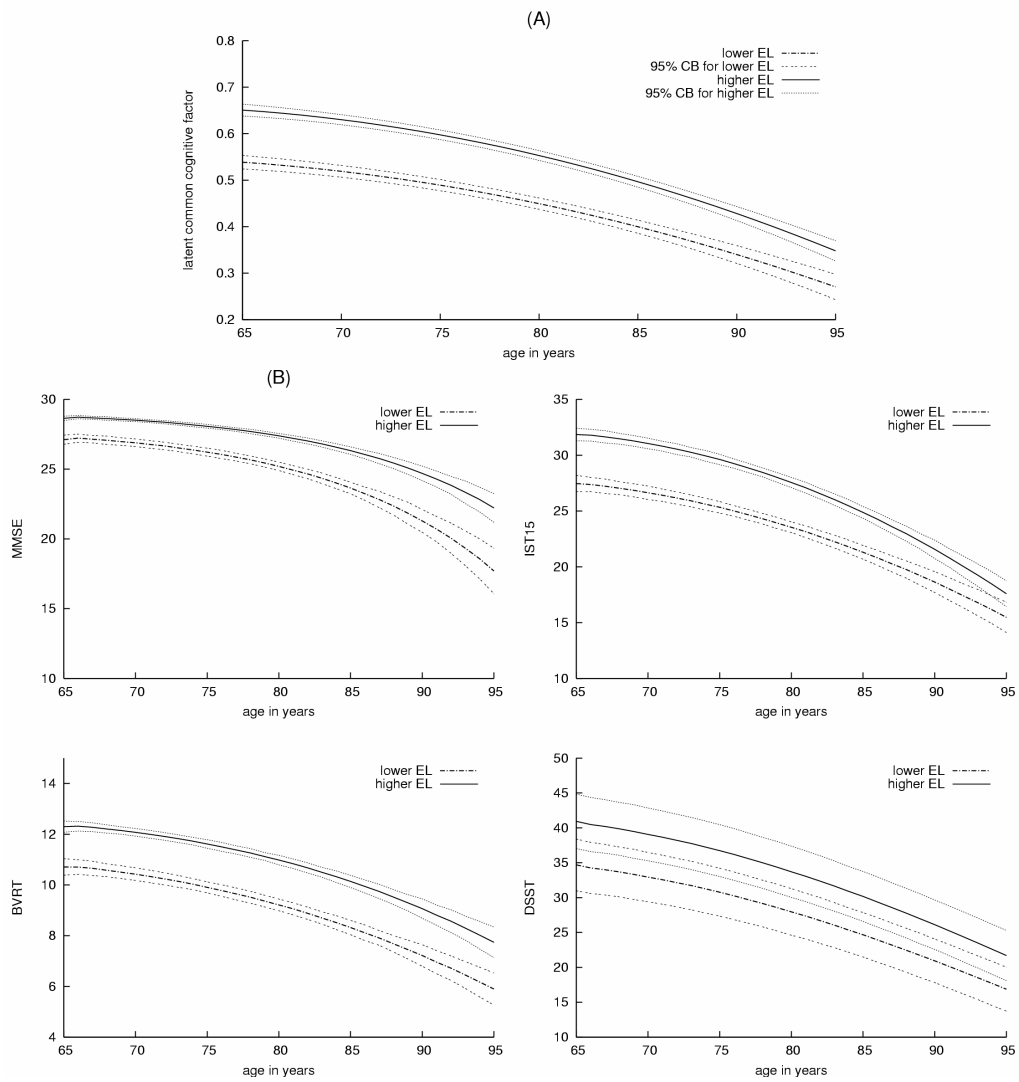 (A)
0.8
0.7
0.6
0.5
0.4
0.3
0.2
latent common cognitive factor
65 70 75 80 85 90 95
age in years
lower EL
95% CB for lower EL
higher EL
95% CB for higher EL
(B)
30
25
20
15
10
MMSE
65 70 75 80 85 90 95
age in years
lower EL
higher EL
40
35
30
25
20
15
10
IST15
65 70 75 80 85 90 95
age in years
lower EL
higher EL
14
12
10
8
6
4
BVRT
65 70 75 80 85 90 95
age in years
lower EL
higher EL
50
45
40
35
30
25
20
15
10
DSST
65 70 75 80 85 90 95
age in years
lower EL
higher EL